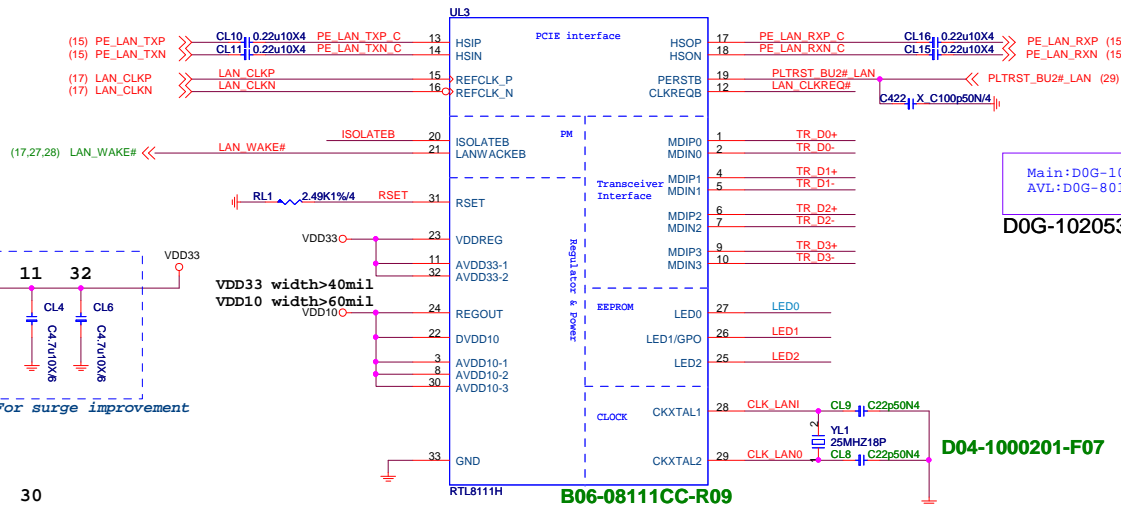 UL3
PCIE interface
(15) PE_LAN_TXP CL10 0.22u10X4 PE_LAN_TXP_C 13 HSIP
(15) PE_LAN_TXN CL11 0.22u10X4 PE_LAN_TXN_C 14 HSIN
HSOP 17 PE_LAN_RXP_C CL16 0.22u10X4 PE_LAN_RXP (15
HSON 18 PE_LAN_RXN_C CL15 0.22u10X4 PE_LAN_RXN (15
(17) LAN_CLKP LAN_CLKP 15 REFCLK_P
(17) LAN_CLKN LAN_CLKN 16 REFCLK_N
PERSTB 19 PLTRST_BU2#_LAN PLTRST_BU2#_LAN (29)
CLKREQB 12 LAN_CLKREQ#
C422 X_C100p50N/4
PM
ISOLATEB 20 ISOLATEB
(17,27,28) LAN_WAKE# LAN_WAKE# 21 LANWACKEB
MDIP0 1 TR_D0+
MDIN0 2 TR_D0-
Transceiver
Interface
MDIP1 4 TR_D1+
MDIN1 5 TR_D1-
MDIP2 6 TR_D2+
MDIN2 7 TR_D2-
MDIP3 9 TR_D3+
MDIN3 10 TR_D3-
Main:D0G-10
AVL:D0G-801
D0G-102053
RL1 2.49K1%/4 RSET 31 RSET
VDD33 23 VDDREG
11 AVDD33-1
32 AVDD33-2
VDD33 width>40mil
VDD10 width>60mil
VDD10 24 REGOUT
22 DVDD10
3 AVDD10-1
8 AVDD10-2
30 AVDD10-3
Regulator & Power
EEPROM
LED0 27 LED0
LED1/GPO 26 LED1
LED2 25 LED2
VDD33
11 32
CL4 CL6
C4.7u10X/6 C4.7u10X/6
For surge improvement
CLOCK
CKXTAL1 28 CLK_LANI CL9 C22p50N4
2 YL1
25MHZ18P
1
CKXTAL2 29 CLK_LAN0 CL8 C22p50N4
D04-1000201-F07
33 GND
RTL8111H
B06-08111CC-R09
30